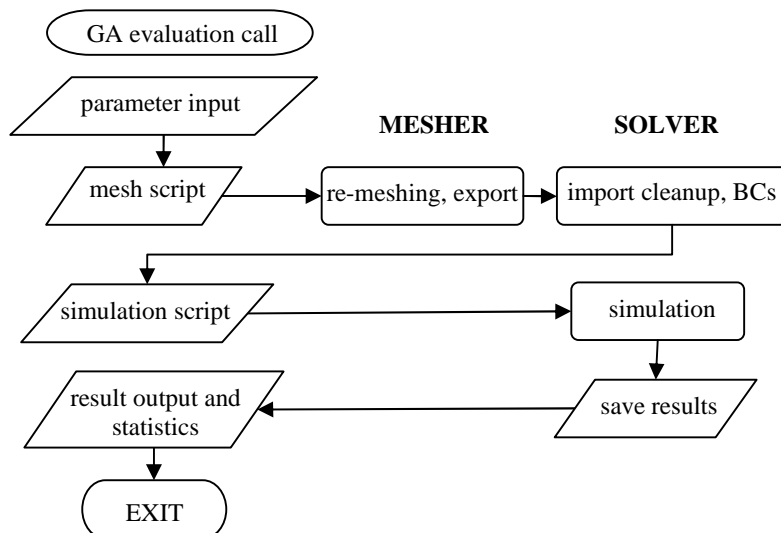 GA evaluation call
parameter input
MESHER
SOLVER
mesh script
re-meshing, export
import cleanup, BCs
simulation script
simulation
result output and
statistics
save results
EXIT